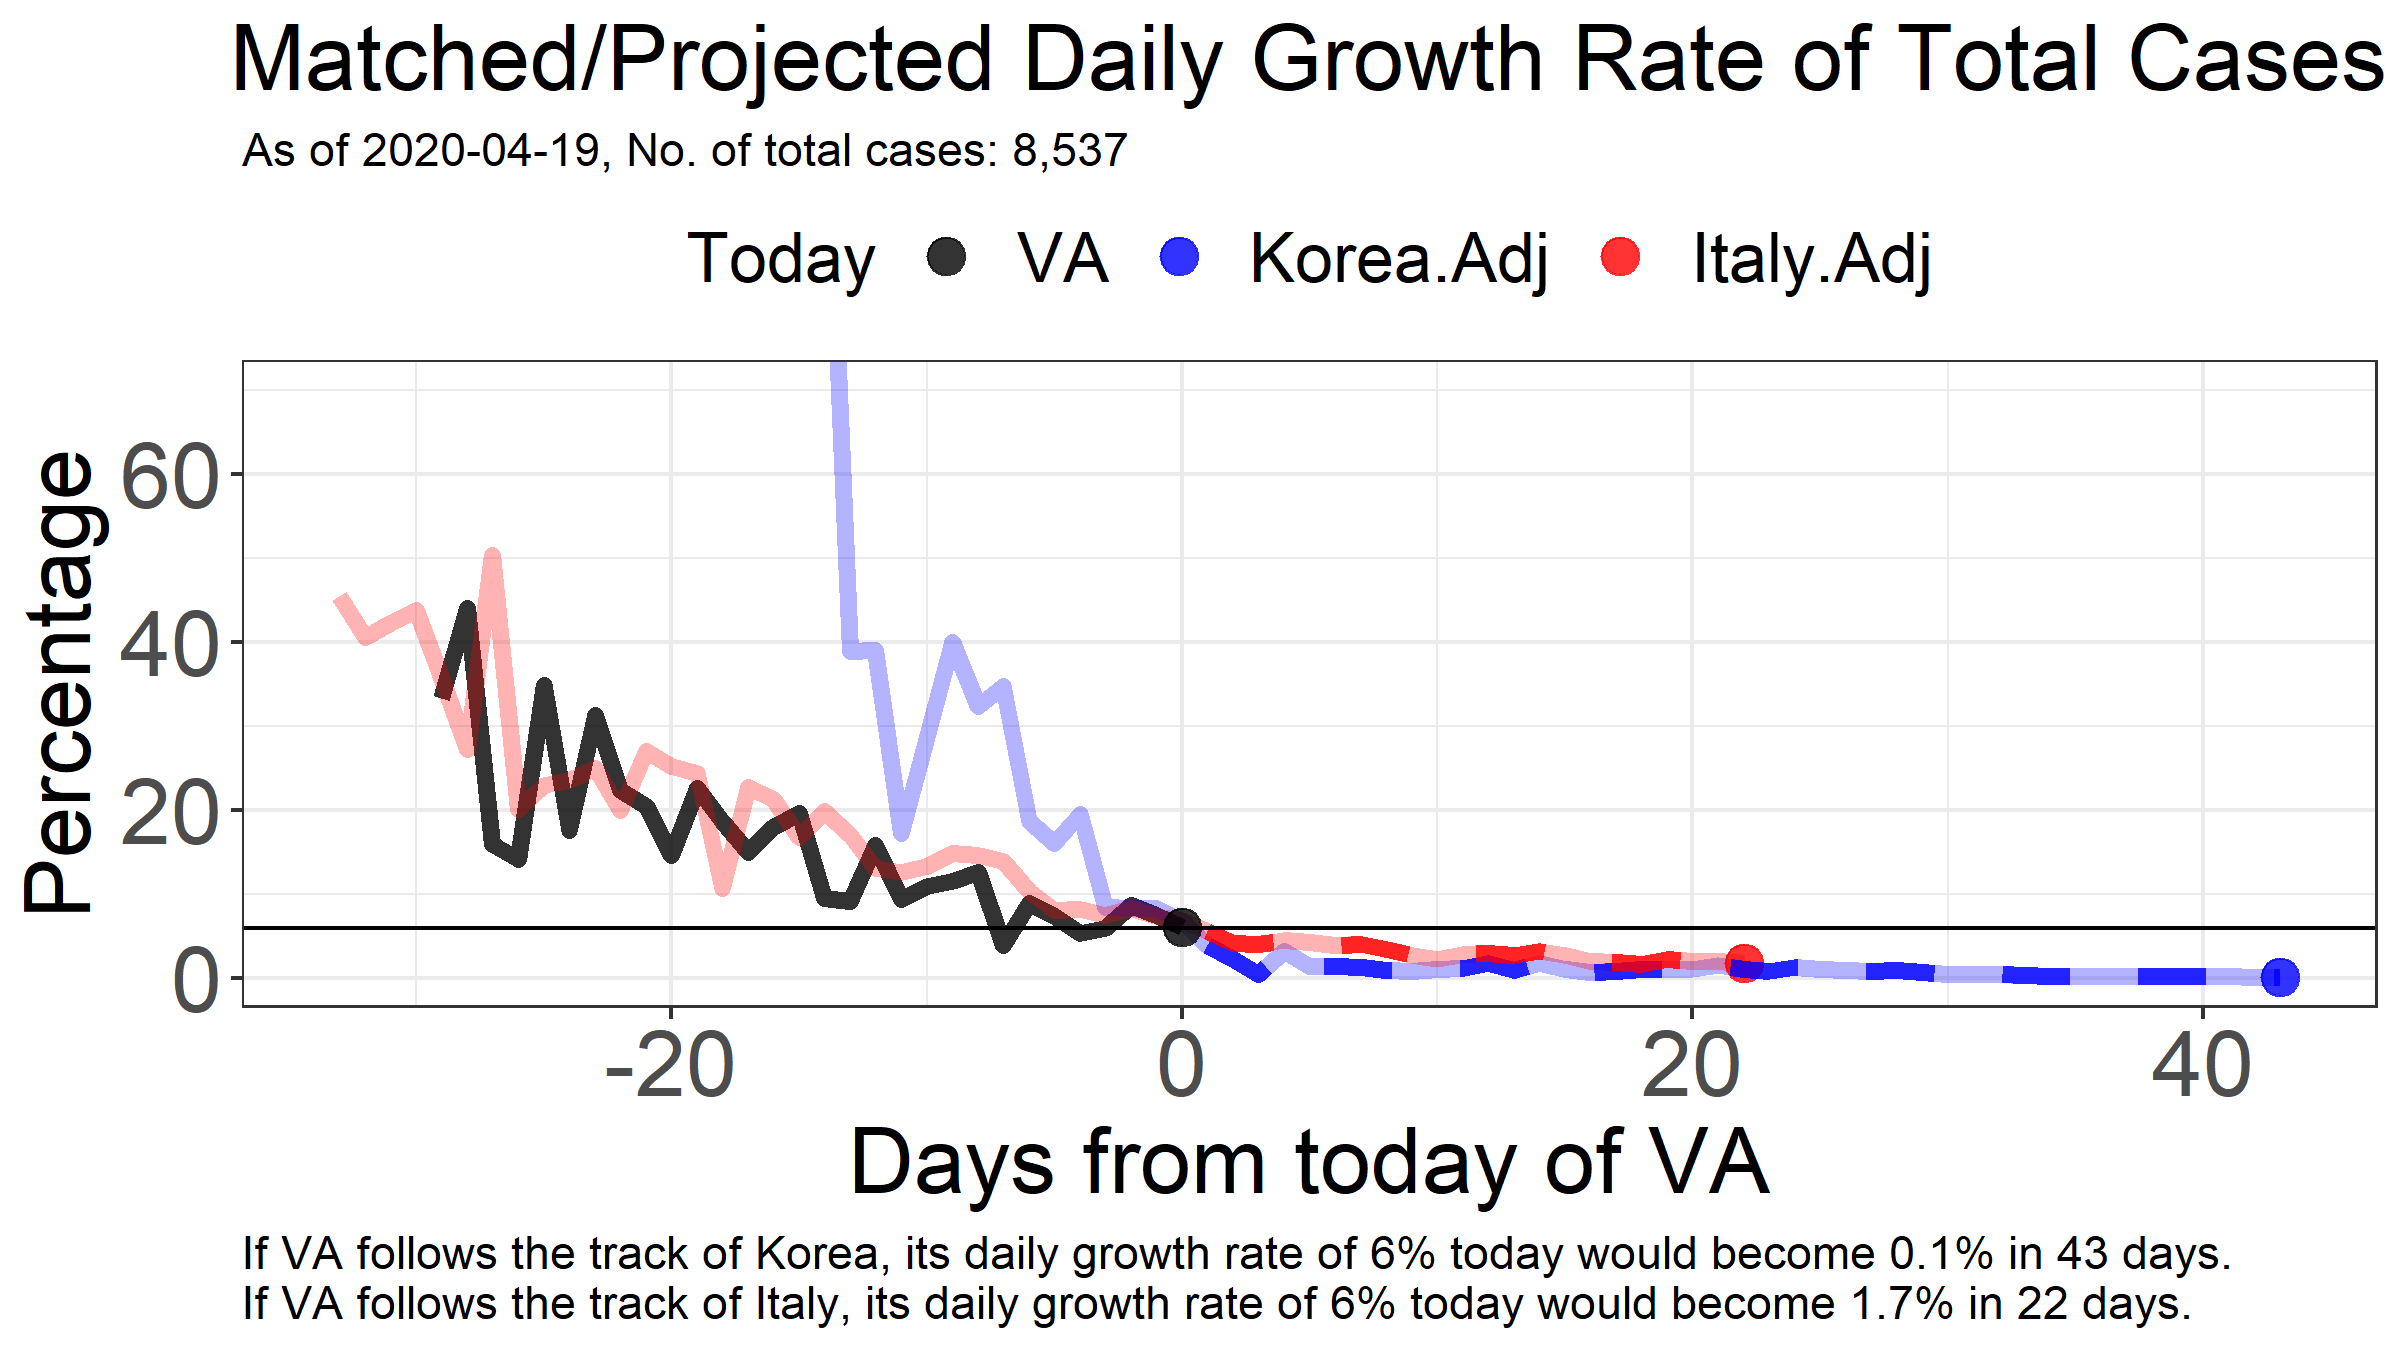 Matched/Projected Daily Growth Rate of Total Cases
As of 2020-04-19, No. of total cases: 8,537
Today VA Korea.Adj Italy.Adj
Percentage
60
40
20
0
-20 0 20 40
Days from today of VA
If VA follows the track of Korea, its daily growth rate of 6% today would become 0.1% in 43 days.
If VA follows the track of Italy, its daily growth rate of 6% today would become 1.7% in 22 days.